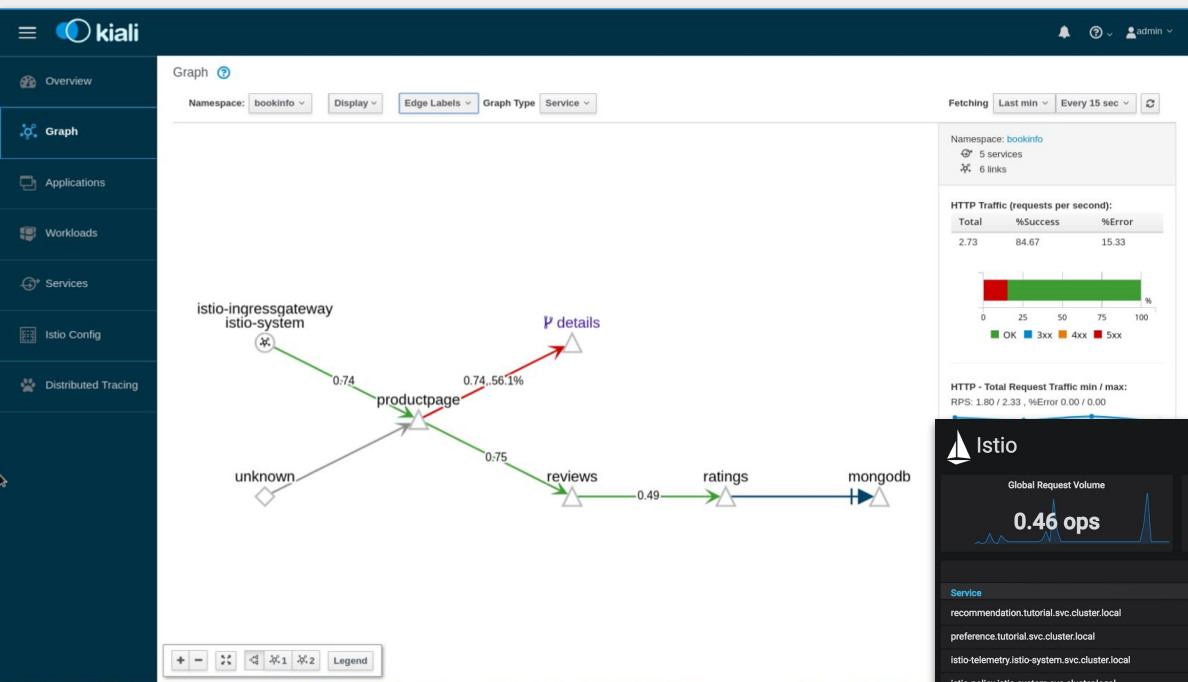 kiali
admin
Overview
Graph
Applications
Workloads
Services
Istio Config
Distributed Tracing
Graph
Namespace: bookinfo Display Edge Labels Graph Type Service
Fetching Last min Every 15 sec
Namespace: bookinfo
5 services
6 links
HTTP Traffic (requests per second):
Total %Success %Error
2.73 84.67 15.33
%
0 25 50 75 100
OK 3xx 4xx 5xx
HTTP - Total Request Traffic min / max:
RPS: 1.80 / 2.33 , %Error 0.00 / 0.00
istio-ingressgateway
istio-system
details
0.74
0.74, 56.1%
productpage
0.75
unknown
reviews
ratings
mongodb
0.49
+ - 1 2 Legend
Istio
Global Request Volume
0.46 ops
Service
recommendation.tutorial.svc.cluster.local
preference.tutorial.svc.cluster.local
istio-telemetry.istio-system.svc.cluster.local